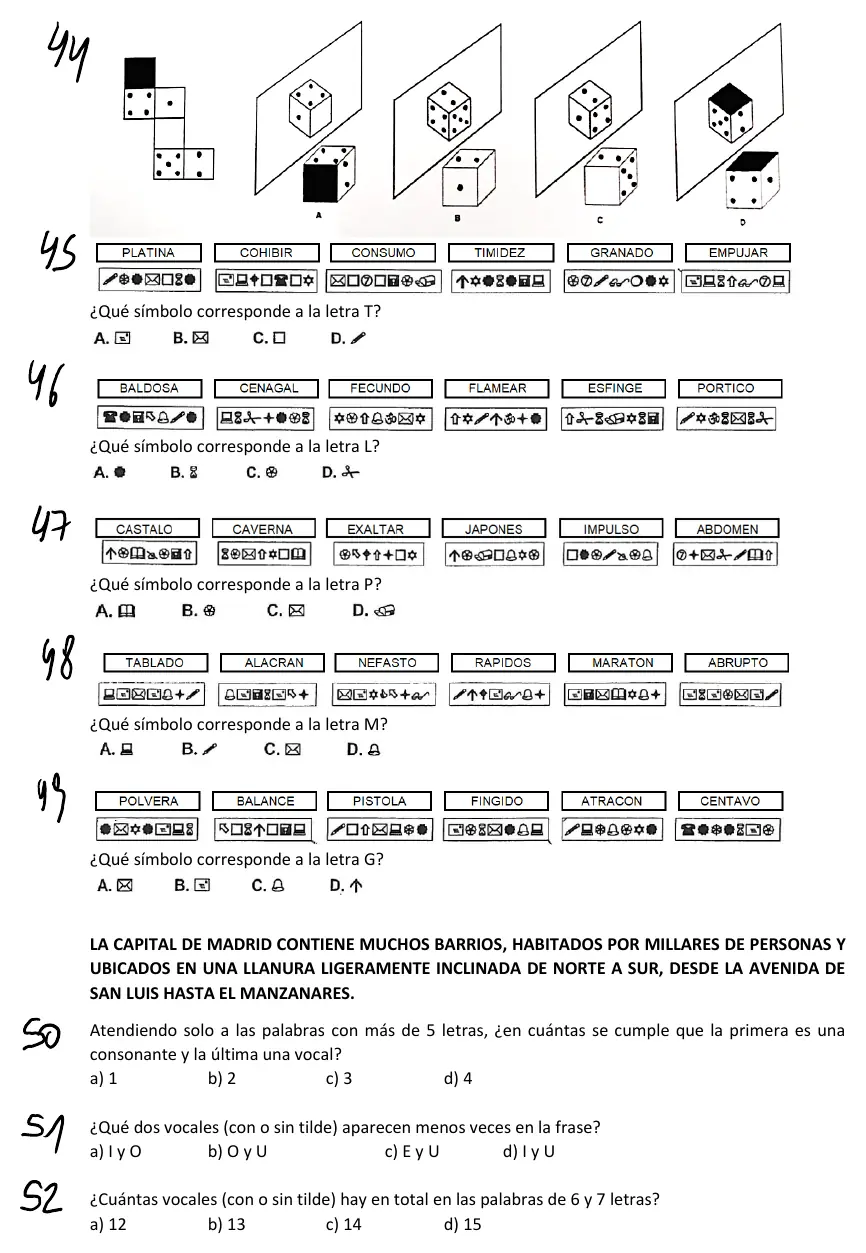 44
A B C D
45
PLATINA COHIBIR CONSUMO TIMIDEZ GRANADO EMPUJAR
¿Qué símbolo corresponde a la letra T?
A. B. C. D.
46
BALDOSA CENAGAL FECUNDO FLAMEAR ESFINGE PORTICO
¿Qué símbolo corresponde a la letra L?
A. B. C. D.
47
CASTALO CAVERNA EXALTAR JAPONES IMPULSO ABDOMEN
¿Qué símbolo corresponde a la letra P?
A. B. C. D.
48
TABLADO ALACRAN NEFASTO RAPIDOS MARATON ABRUPTO
¿Qué símbolo corresponde a la letra M?
A. B. C. D.
49
POLVERA BALANCE PISTOLA FINGIDO ATRACON CENTAVO
¿Qué símbolo corresponde a la letra G?
A. B. C. D.
LA CAPITAL DE MADRID CONTIENE MUCHOS BARRIOS, HABITADOS POR MILLARES DE PERSONAS Y
UBICADOS EN UNA LLANURA LIGERAMENTE INCLINADA DE NORTE A SUR, DESDE LA AVENIDA DE
SAN LUIS HASTA EL MANZANARES.
50
Atendiendo solo a las palabras con más de 5 letras, ¿en cuántas se cumple que la primera es una
consonante y la última una vocal?
a) 1 b) 2 c) 3 d) 4
51
¿Qué dos vocales (con o sin tilde) aparecen menos veces en la frase?
a) I y O b) O y U c) E y U d) I y U
52
¿Cuántas vocales (con o sin tilde) hay en total en las palabras de 6 y 7 letras?
a) 12 b) 13 c) 14 d) 15